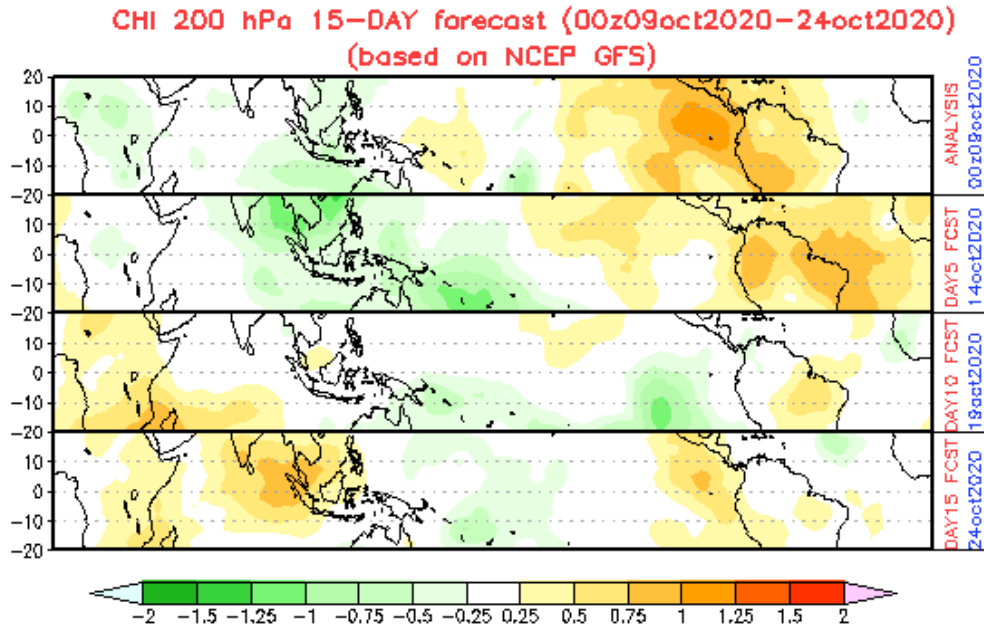 CHI 200 hPa 15-DAY forecast (00z09oct2020-24oct2020)
(based on NCEP GFS)
20
10
0
-10
-20
ANALYSIS
00z09oct2020
20
10
0
-10
-20
DAY5 FCST
14oct2020
20
10
0
-10
-20
DAY10 FCST
19oct2020
20
10
0
-10
-20
DAY15 FCST
24oct2020
-2 -1.5 -1.25 -1 -0.75 -0.5 -0.25 0.25 0.5 0.75 1 1.25 1.5 2